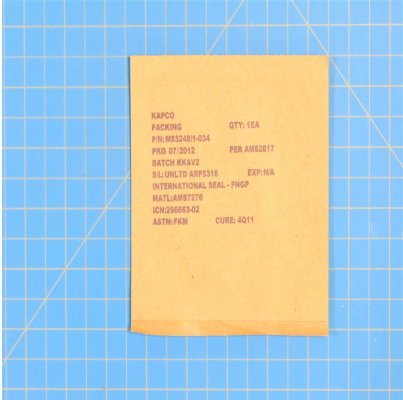 KAPCO
PACKING QTY: 1EA
P/N: M83248/1-034
PKG 07/2012 PER AMS2817
BATCH KKAV2
S/L: UNLTD ARP5316 EXP: N/A
INTERNATIONAL SEAL - FNGP
MATL:AMS7276
ICN:296663-02
ASTN:FKM CURE: 4Q11